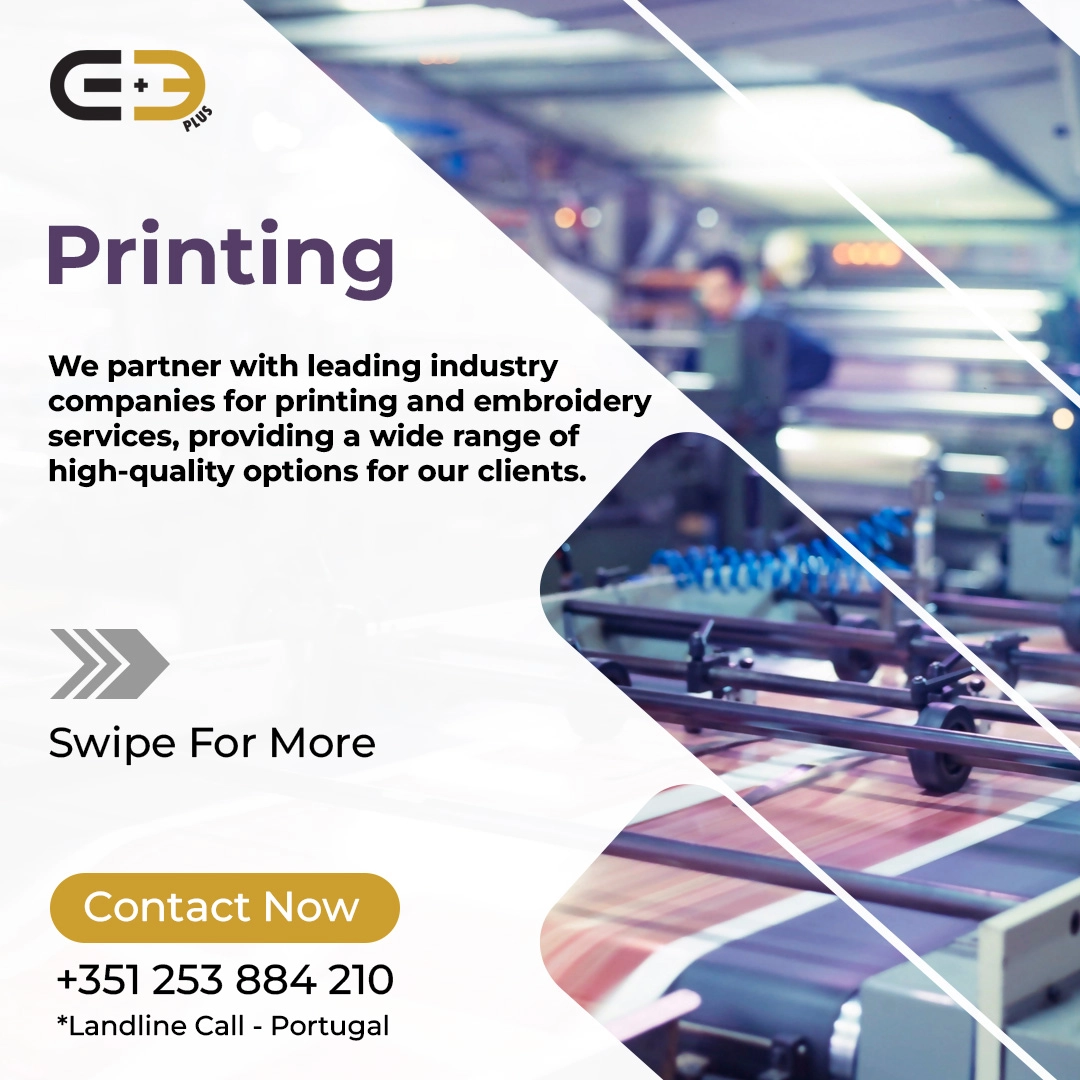 E+E
PLUS
Printing
We partner with leading industry
companies for printing and embroidery
services, providing a wide range of
high-quality options for our clients.
Swipe For More
Contact Now
+351 253 884 210
*Landline Call - Portugal